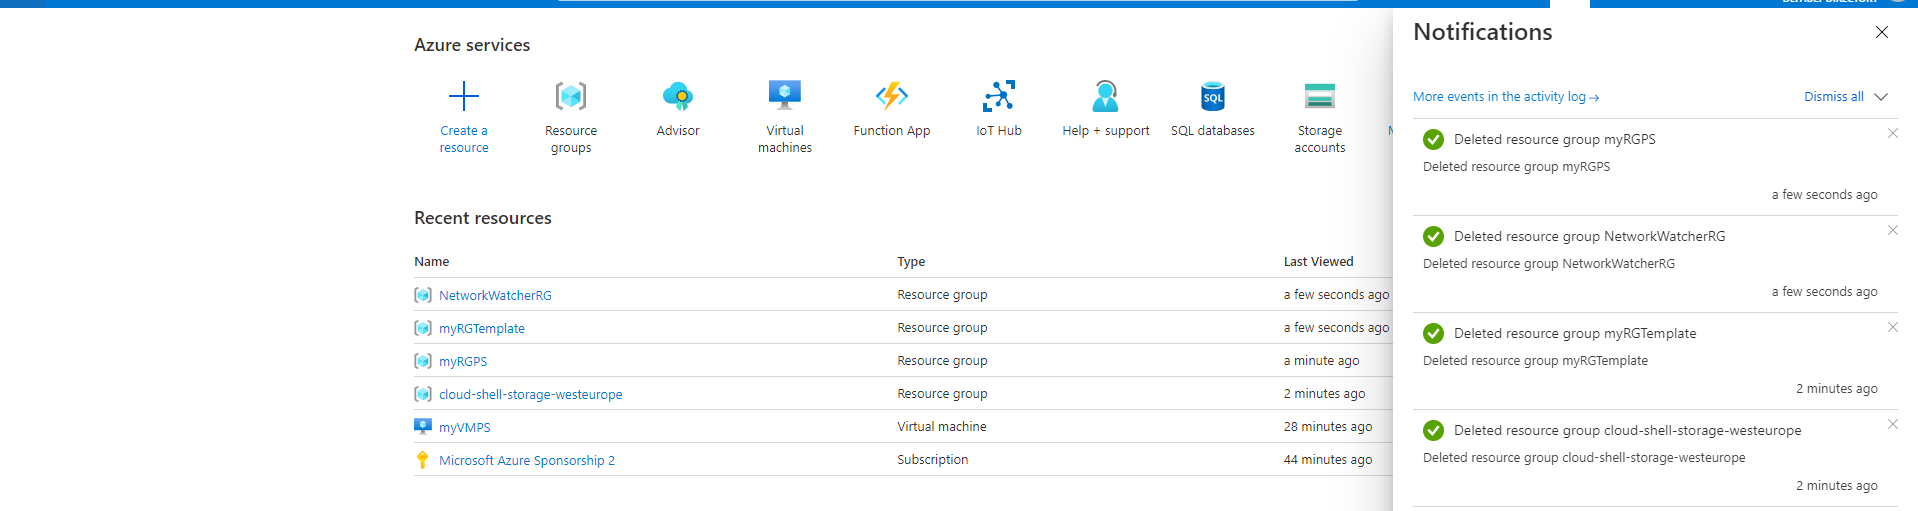 DEFAULT DIRECTORY
Azure services
Create a
resource
Resource
groups
Advisor
Virtual
machines
Function App
IoT Hub
Help + support
SQL
SQL databases
Storage
accounts
Recent resources
Name Type Last Viewed
NetworkWatcherRG Resource group a few seconds ago
myRGTemplate Resource group a few seconds ago
myRGPS Resource group a minute ago
cloud-shell-storage-westeurope Resource group 2 minutes ago
myVMPS Virtual machine 28 minutes ago
Microsoft Azure Sponsorship 2 Subscription 44 minutes ago
Notifications
More events in the activity log → Dismiss all
Deleted resource group myRGPS
Deleted resource group myRGPS
a few seconds ago
Deleted resource group NetworkWatcherRG
Deleted resource group NetworkWatcherRG
a few seconds ago
Deleted resource group myRGTemplate
Deleted resource group myRGTemplate
2 minutes ago
Deleted resource group cloud-shell-storage-westeurope
Deleted resource group cloud-shell-storage-westeurope
2 minutes ago